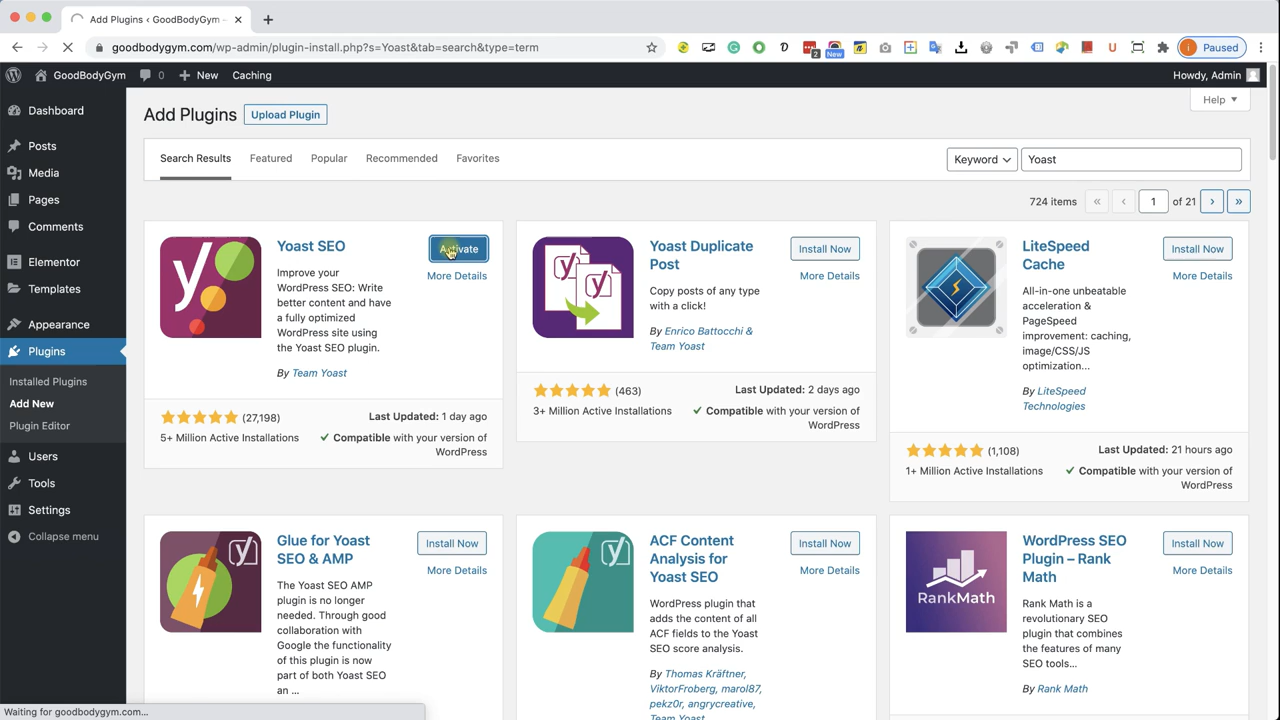 Add Plugins ‹ GoodBodyGym –
goodbodygym.com/wp-admin/plugin-install.php?s=Yoast&tab=search&type=term
2
New
Paused
GoodBodyGym
0
New
Caching
Howdy, Admin
Dashboard
Posts
Media
Pages
Comments
Elementor
Templates
Appearance
Plugins
Installed Plugins
Add New
Plugin Editor
Users
Tools
Settings
Collapse menu
Add Plugins
Upload Plugin
Help
Search Results
Featured
Popular
Recommended
Favorites
Keyword
Yoast
724 items
«
‹
1
of 21
›
»
Yoast SEO
Activate
More Details
Improve your
WordPress SEO: Write
better content and have
a fully optimized
WordPress site using
the Yoast SEO plugin.
By Team Yoast
(27,198)
5+ Million Active Installations
Last Updated: 1 day ago
Compatible with your version of
WordPress
Yoast Duplicate
Post
Install Now
More Details
Copy posts of any type
with a click!
By Enrico Battocchi &
Team Yoast
(463)
3+ Million Active Installations
Last Updated: 2 days ago
Compatible with your version of
WordPress
LiteSpeed
Cache
Install Now
More Details
All-in-one unbeatable
acceleration &
PageSpeed
improvement: caching,
image/CSS/JS
optimization...
By LiteSpeed
Technologies
(1,108)
1+ Million Active Installations
Last Updated: 21 hours ago
Compatible with your version of
WordPress
Glue for Yoast
SEO & AMP
Install Now
More Details
The Yoast SEO AMP
plugin is no longer
needed. Through good
collaboration with
Google the functionality
of this plugin is now
part of both Yoast SEO
an ...
ACF Content
Analysis for
Yoast SEO
Install Now
More Details
WordPress plugin that
adds the content of all
ACF fields to the Yoast
SEO score analysis.
By Thomas Kräftner,
ViktorFroberg, marol87,
pekz0r, angrycreative,
Team Yoast
RankMath
WordPress SEO
Plugin – Rank
Math
Install Now
More Details
Rank Math is a
revolutionary SEO
plugin that combines
the features of many
SEO tools...
By Rank Math
Waiting for goodbodygym.com...